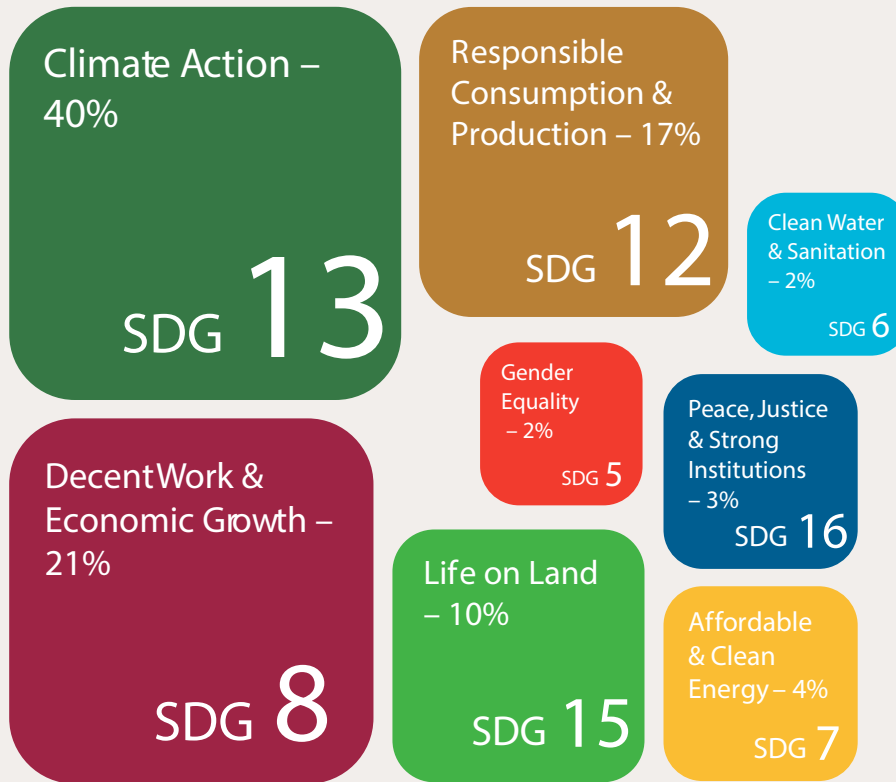 Climate Action –
40%
SDG 13
Responsible
Consumption &
Production – 17%
SDG 12
Clean Water
& Sanitation
– 2%
SDG 6
Gender
Equality
– 2%
SDG 5
Peace, Justice
& Strong
Institutions
– 3%
SDG 16
Decent Work &
Economic Growth –
21%
SDG 8
Life on Land
– 10%
SDG 15
Affordable
& Clean
Energy – 4%
SDG 7